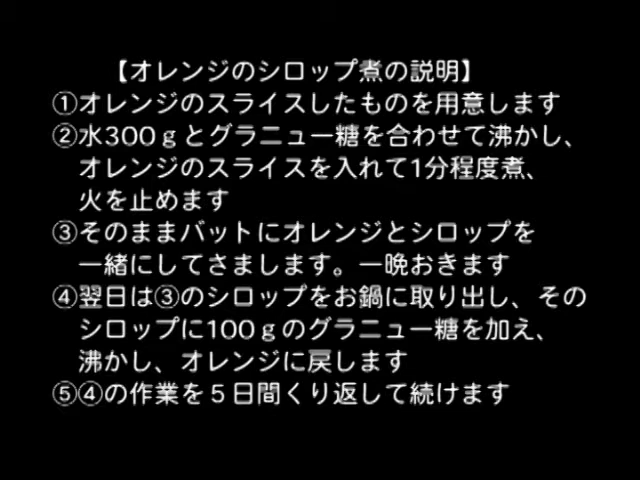 【オレンジのシロップ煮の説明】
①オレンジのスライスしたものを用意します
②水300ｇとグラニュー糖を合わせて沸かし、
オレンジのスライスを入れて1分程度煮、
火を止めます
③そのままバットにオレンジとシロップを
一緒にしてさまします。一晩おきます
④翌日は③のシロップをお鍋に取り出し、その
シロップに100ｇのグラニュー糖を加え、
沸かし、オレンジに戻します
⑤④の作業を５日間くり返して続けます